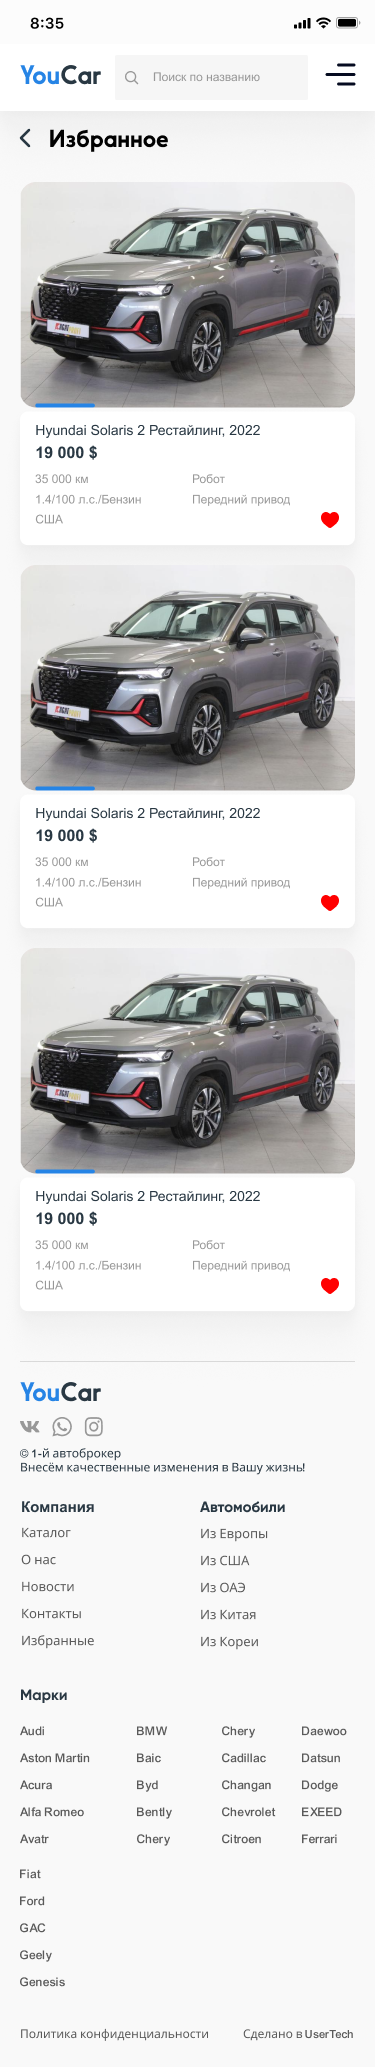 8:35
YouCar
Поиск по названию
Избранное
Hyundai Solaris 2 Рестайлинг, 2022
19 000 $
35 000 км Робот
1.4/100 л.с./Бензин Передний привод
США
Hyundai Solaris 2 Рестайлинг, 2022
19 000 $
35 000 км Робот
1.4/100 л.с./Бензин Передний привод
США
Hyundai Solaris 2 Рестайлинг, 2022
19 000 $
35 000 км Робот
1.4/100 л.с./Бензин Передний привод
США
YouCar
© 1-й автоброкер
Внесём качественные изменения в Вашу жизнь!
Компания Автомобили
Каталог Из Европы
О нас Из США
Новости Из ОАЭ
Контакты Из Китая
Избранные Из Кореи
Марки
Audi BMW Chery Daewoo
Aston Martin Baic Cadillac Datsun
Acura Byd Changan Dodge
Alfa Romeo Bently Chevrolet EXEED
Avatr Chery Citroen Ferrari
Fiat
Ford
GAC
Geely
Genesis
Политика конфиденциальности Сделано в UserTech